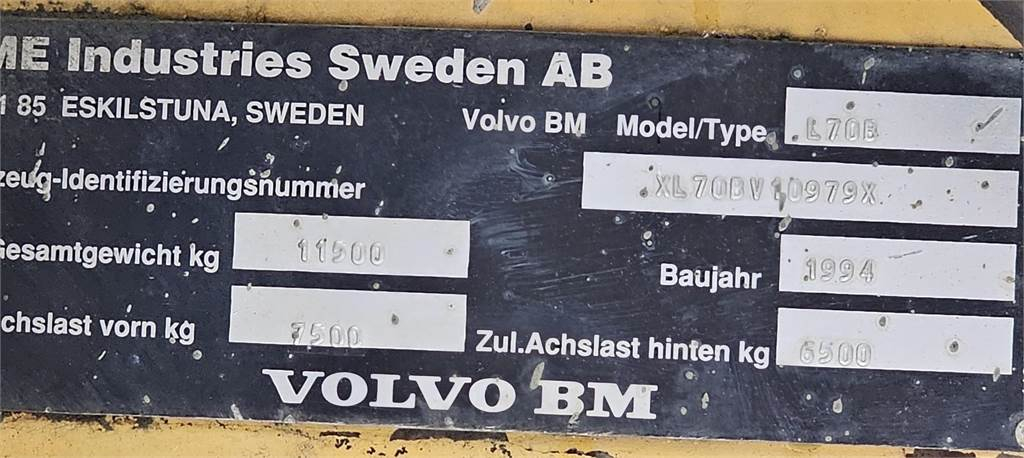 ME Industries Sweden AB
1 85 ESKILSTUNA, SWEDEN
Volvo BM Model/Type L70B
zeug-Identifizierungsnummer XL70BV10979X
Gesamtgewicht kg 11500
Baujahr 1994
chslast vorn kg 7500
Zul.Achslast hinten kg 6500
VOLVO BM